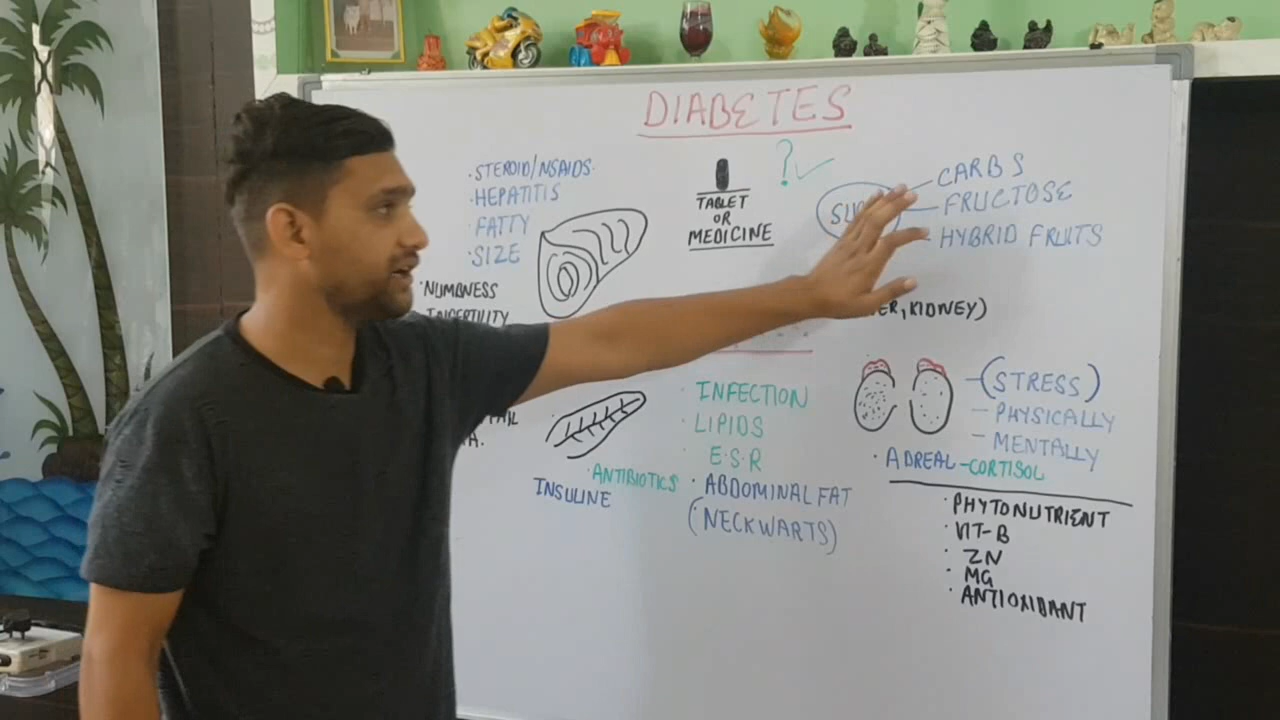 DIABETES
· STEROID/NSAIDS.
· HEPATITIS
· FATTY
· SIZE
· NUMBNESS
TABLET
OR
MEDICINE
?✓
CARBS
FRUCTOSE
HYBRID FRUITS
KIDNEY)
· INFECTION
· LIPIDS
· E.S.R
· ABDOMINAL FAT
(NECKWARTS)
ANTIBIOTICS
INSULINE
- (STRESS)
- PHYSICALLY
- MENTALLY
· ADREAL-CORTISOL
· PHYTONUTRIENT
· VIT-B
· ZN
· MG
· ANTIOXIDANT